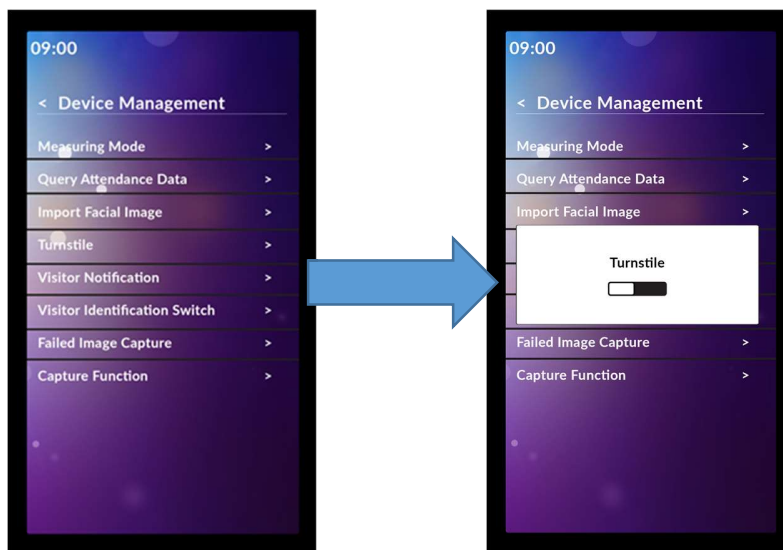 09:00
< Device Management
Measuring Mode >
Query Attendance Data >
Import Facial Image >
Turnstile >
Visitor Notification >
Visitor Identification Switch >
Failed Image Capture >
Capture Function >
09:00
< Device Management
Measuring Mode >
Query Attendance Data >
Import Facial Image >
Turnstile
Failed Image Capture >
Capture Function >